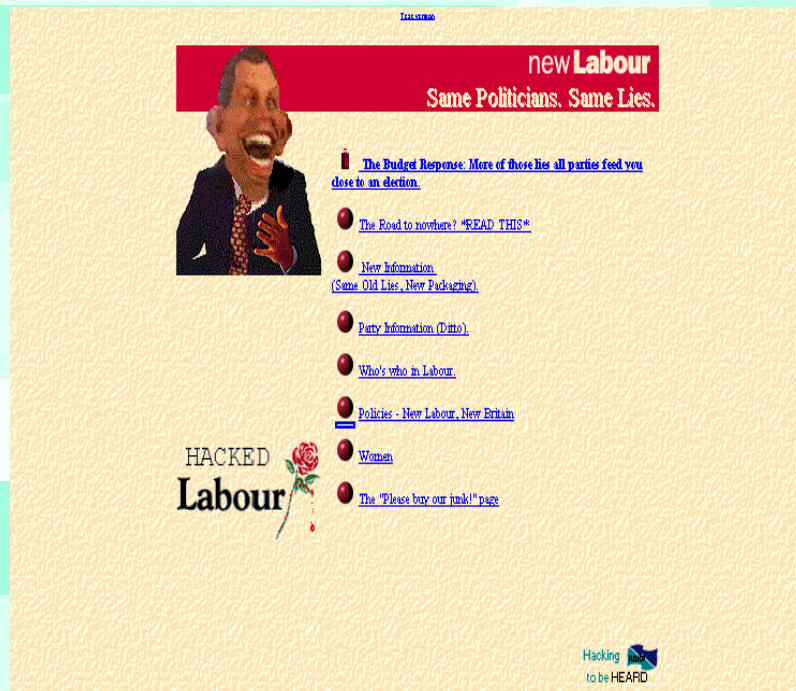 Text version
new Labour
Same Politicians. Same Lies.
The Budget Response: More of those lies all parties feed you
close to an election.
The Road to nowhere? *READ THIS*
New Information
(Same Old Lies, New Packaging).
Party Information (Ditto).
Who's who in Labour.
Policies - New Labour, New Britain
Women
The "Please buy our junk!" page
HACKED
Labour
Hacking
to be HEARD